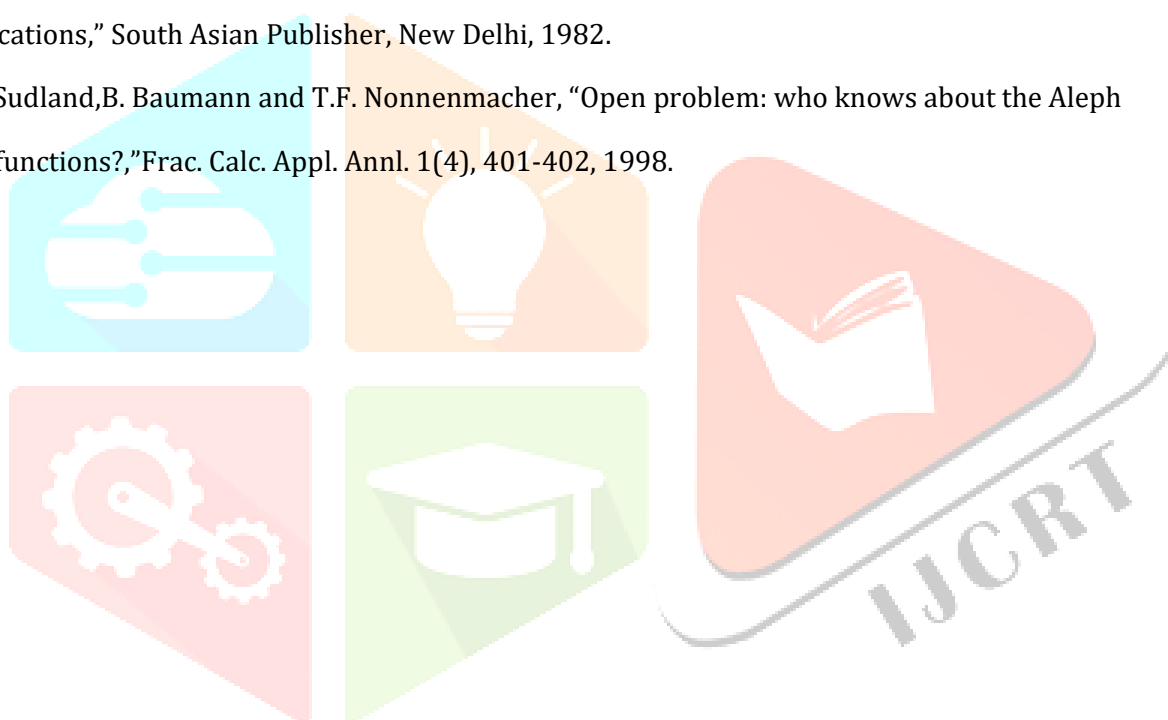 cations,” South Asian Publisher, New Delhi, 1982.
Sudland,B. Baumann and T.F. Nonnenmacher, “Open problem: who knows about the Aleph
functions?,”Frac. Calc. Appl. Annl. 1(4), 401-402, 1998.
IJCRT